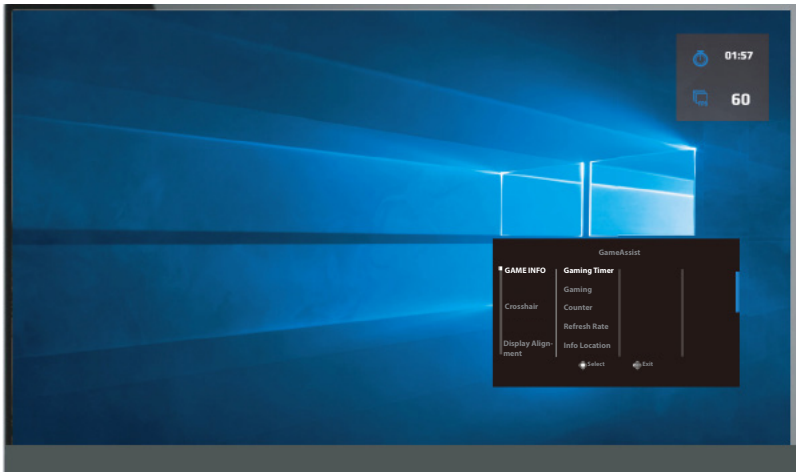 01:57
60
GameAssist
GAME INFO
Gaming Timer
Gaming
Crosshair
Counter
Refresh Rate
Display Align-
ment
Info Location
Select
Exit